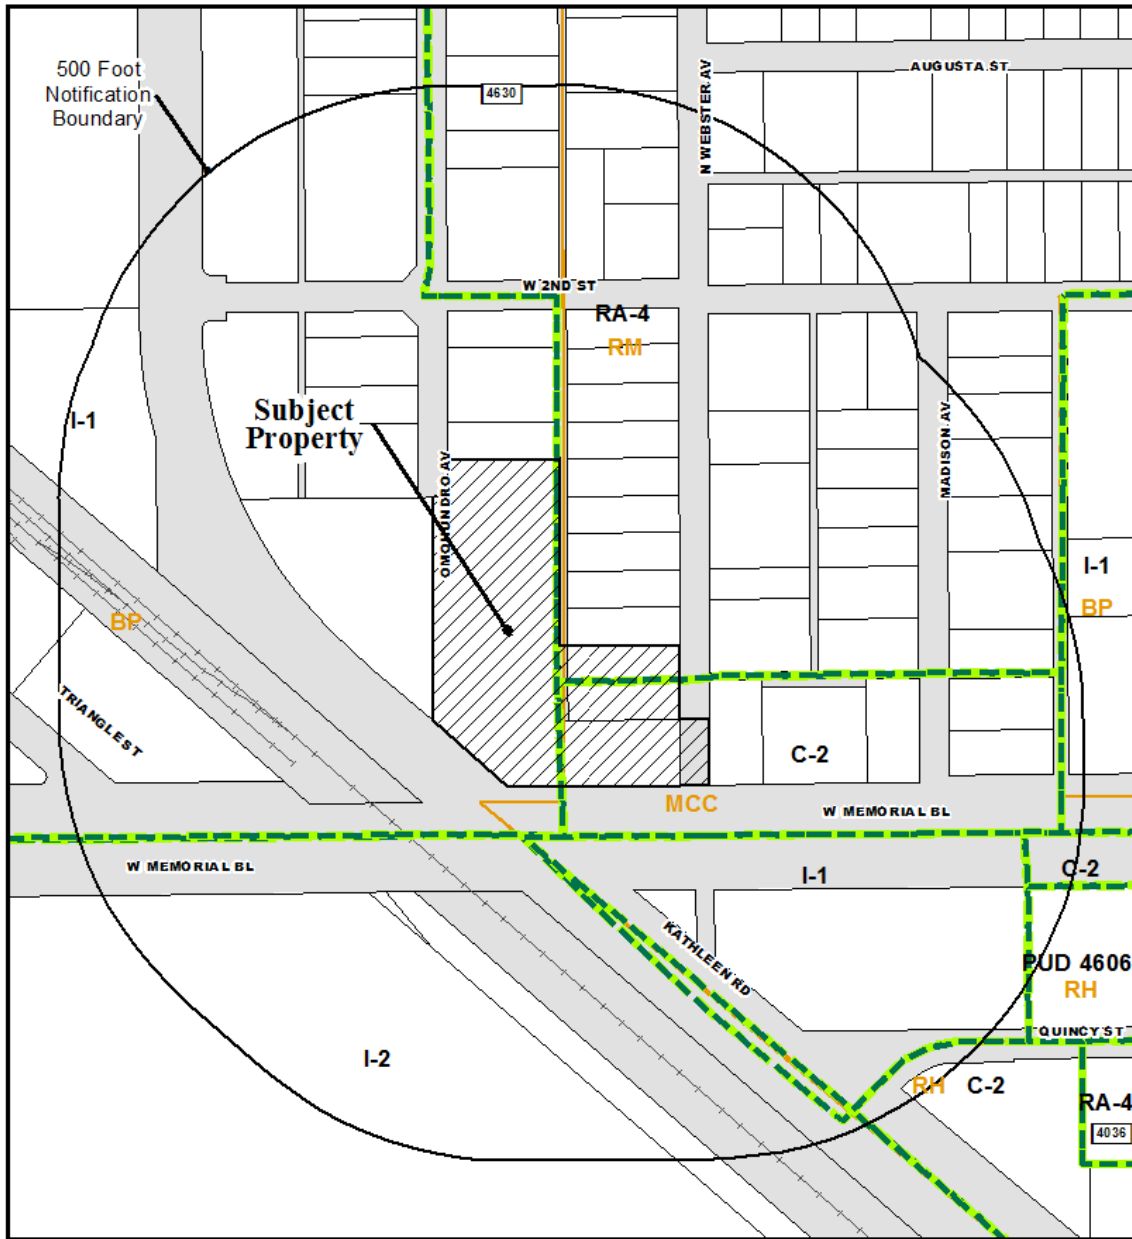 AUGUSTA ST
500 Foot
Notification
Boundary
4630
N WEBSTER AV
W 2ND ST
RA-4
RM
Subject
Property
I-1
OMOHUNDRO AV
MADISON AV
I-1
BP
BP
TRIANGLE ST
C-2
MCC
W MEMORIAL BL
W MEMORIAL BL
I-1
C-2
KATHLEEN RD
PUD 4606
RH
QUINCY ST
I-2
RH
C-2
RA-4
4036